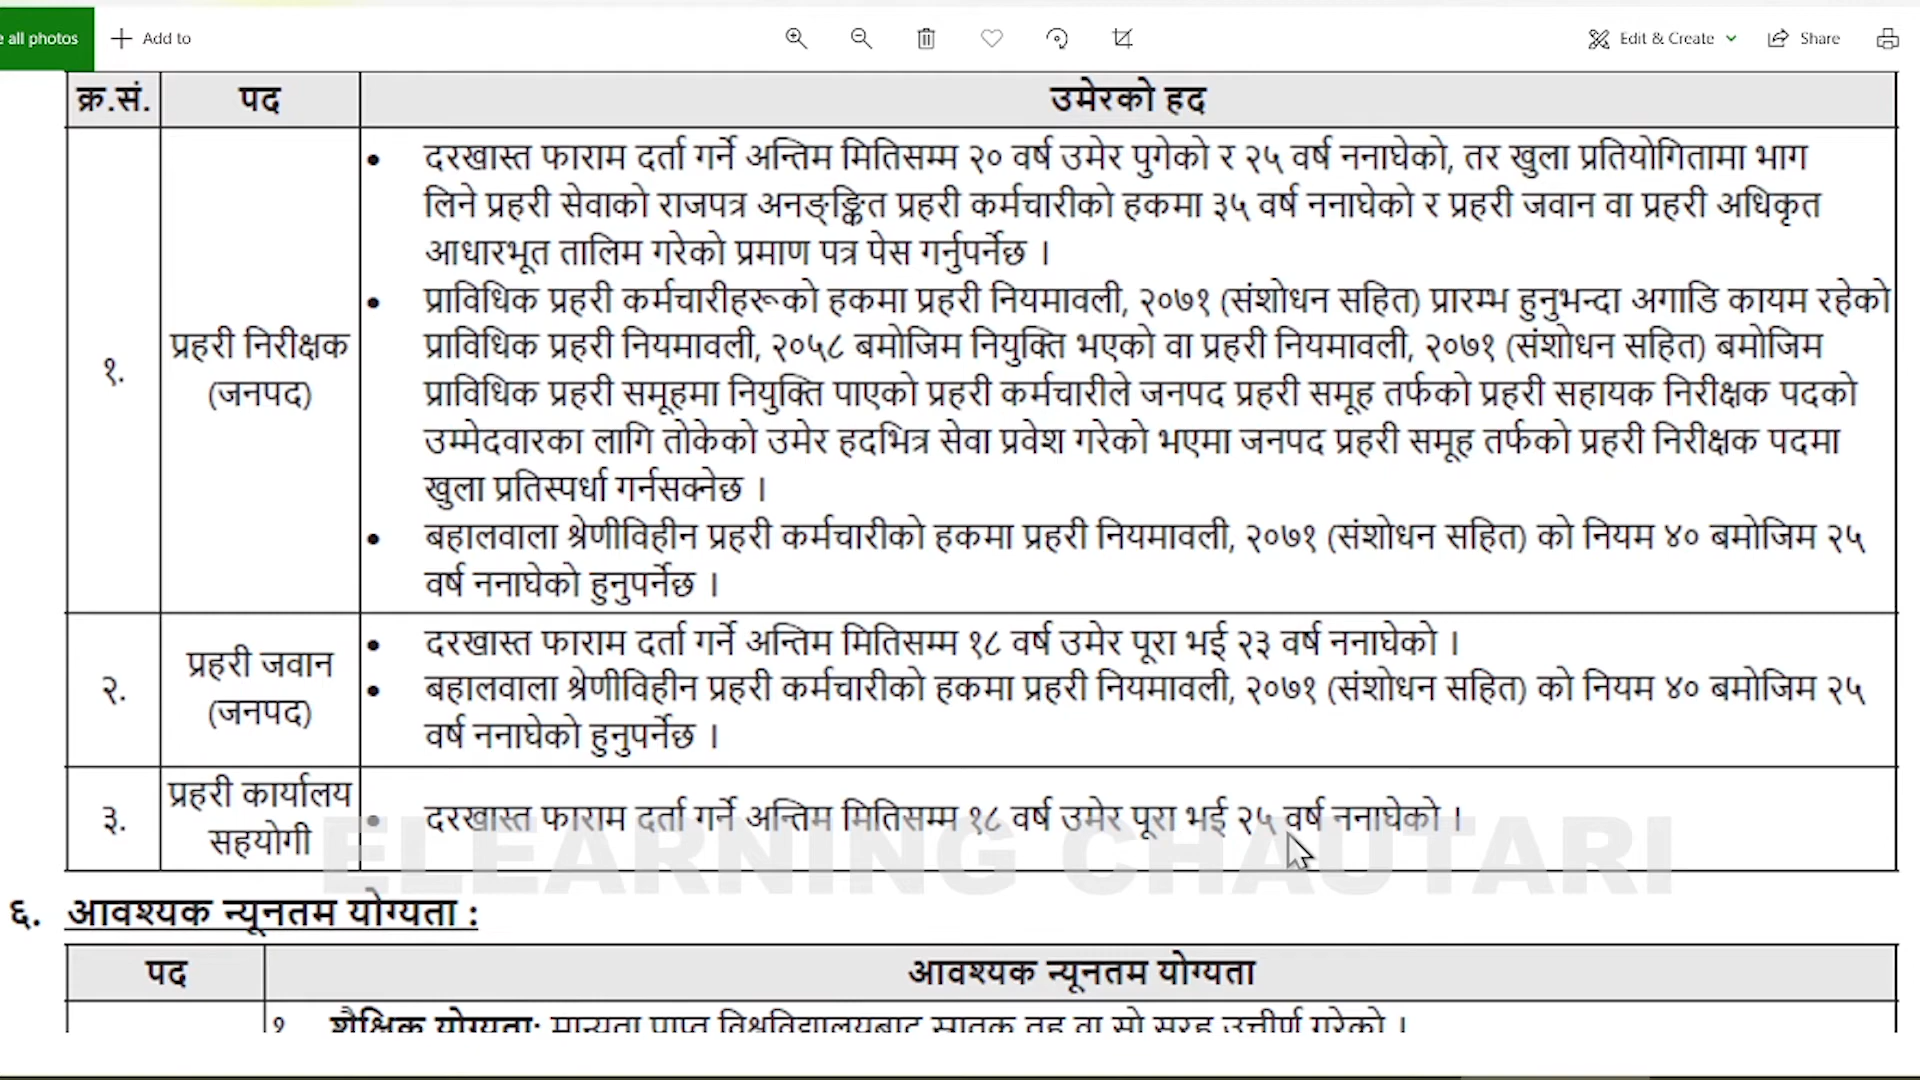 e all photos
Add to
Edit & Create
Share
क्र.सं.
पद
उमेरको हद
१.
प्रहरी निरीक्षक
(जनपद)
• दरखास्त फाराम दर्ता गर्ने अन्तिम मितिसम्म २० वर्ष उमेर पुगेको र २५ वर्ष ननाघेको, तर खुला प्रतियोगितामा भाग
लिने प्रहरी सेवाको राजपत्र अनङ्ङ्कित प्रहरी कर्मचारीको हकमा ३५ वर्ष ननाघेको र प्रहरी जवान वा प्रहरी अधिकृत
आधारभूत तालिम गरेको प्रमाण पत्र पेस गर्नुपर्नेछ ।
• प्राविधिक प्रहरी कर्मचारीहरूको हकमा प्रहरी नियमावली, २०७१ (संशोधन सहित) प्रारम्भ हुनुभन्दा अगाडि कायम रहेको
प्राविधिक प्रहरी नियमावली, २०५८ बमोजिम नियुक्ति भएको वा प्रहरी नियमावली, २०७१ (संशोधन सहित) बमोजिम
प्राविधिक प्रहरी समूहमा नियुक्ति पाएको प्रहरी कर्मचारीले जनपद प्रहरी समूह तर्फको प्रहरी सहायक निरीक्षक पदको
उम्मेदवारका लागि तोकेको उमेर हदभित्र सेवा प्रवेश गरेको भएमा जनपद प्रहरी समूह तर्फको प्रहरी निरीक्षक पदमा
खुला प्रतिस्पर्धा गर्नसक्नेछ ।
• बहालवाला श्रेणीविहीन प्रहरी कर्मचारीको हकमा प्रहरी नियमावली, २०७१ (संशोधन सहित) को नियम ४० बमोजिम २५
वर्ष ननाघेको हुनुपर्नेछ ।
२.
प्रहरी जवान
(जनपद)
• दरखास्त फाराम दर्ता गर्ने अन्तिम मितिसम्म १८ वर्ष उमेर पूरा भई २३ वर्ष ननाघेको ।
• बहालवाला श्रेणीविहीन प्रहरी कर्मचारीको हकमा प्रहरी नियमावली, २०७१ (संशोधन सहित) को नियम ४० बमोजिम २५
वर्ष ननाघेको हुनुपर्नेछ ।
३.
प्रहरी कार्यालय
सहयोगी
• दरखास्त फाराम दर्ता गर्ने अन्तिम मितिसम्म १८ वर्ष उमेर पूरा भई २५ वर्ष ननाघेको ।
ELEARNING CHAUTARI
६. आवश्यक न्यूनतम योग्यता :
पद
आवश्यक न्यूनतम योग्यता
१ शैक्षिक योग्यता: मान्यता प्राप्त विश्वविद्यालयबाट स्नातक तह वा सो सरह उत्तीर्ण गरेको ।